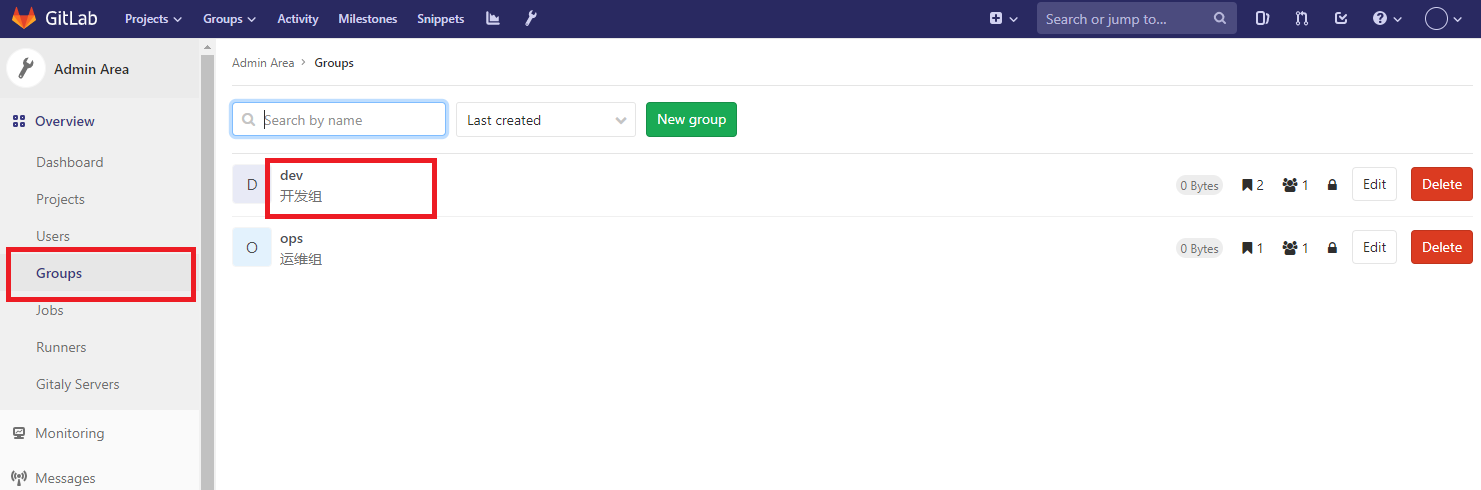 GitLab Projects Groups Activity Milestones Snippets Search or jump to...
Admin Area
Overview
Dashboard
Projects
Users
Groups
Jobs
Runners
Gitaly Servers
Monitoring
Messages
Admin Area > Groups
Search by name Last created New group
D dev 0 Bytes 2 1 Edit Delete
开发组
O ops 0 Bytes 1 1 Edit Delete
运维组